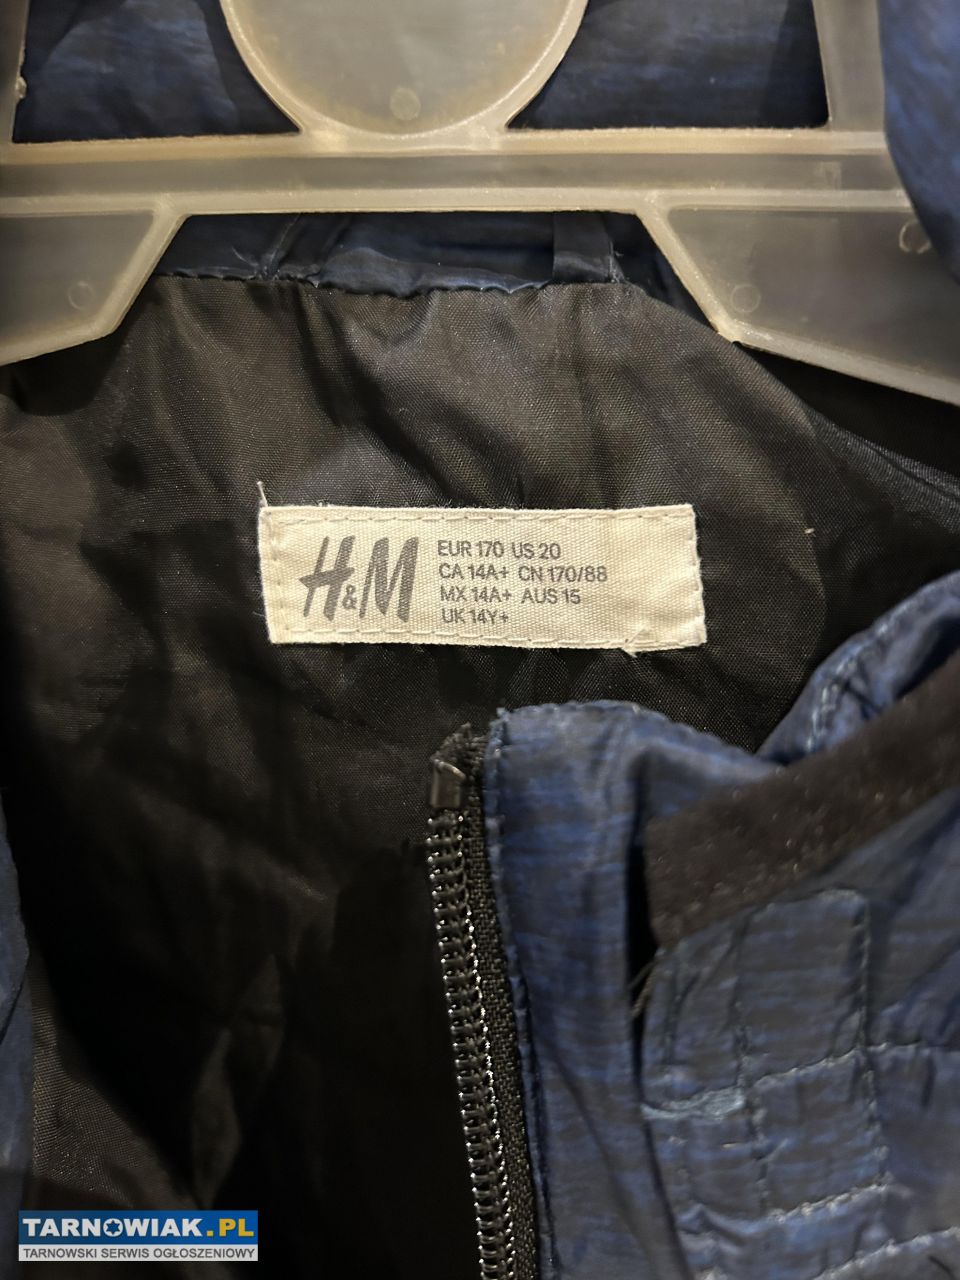 H&M
EUR 170 US 20
CA 14A+ CN 170/88
MX 14A+ AUS 15
UK 14Y+
TARNOWIAK.PL
TARNOWSKI SERWIS OGŁOSZENIOWY